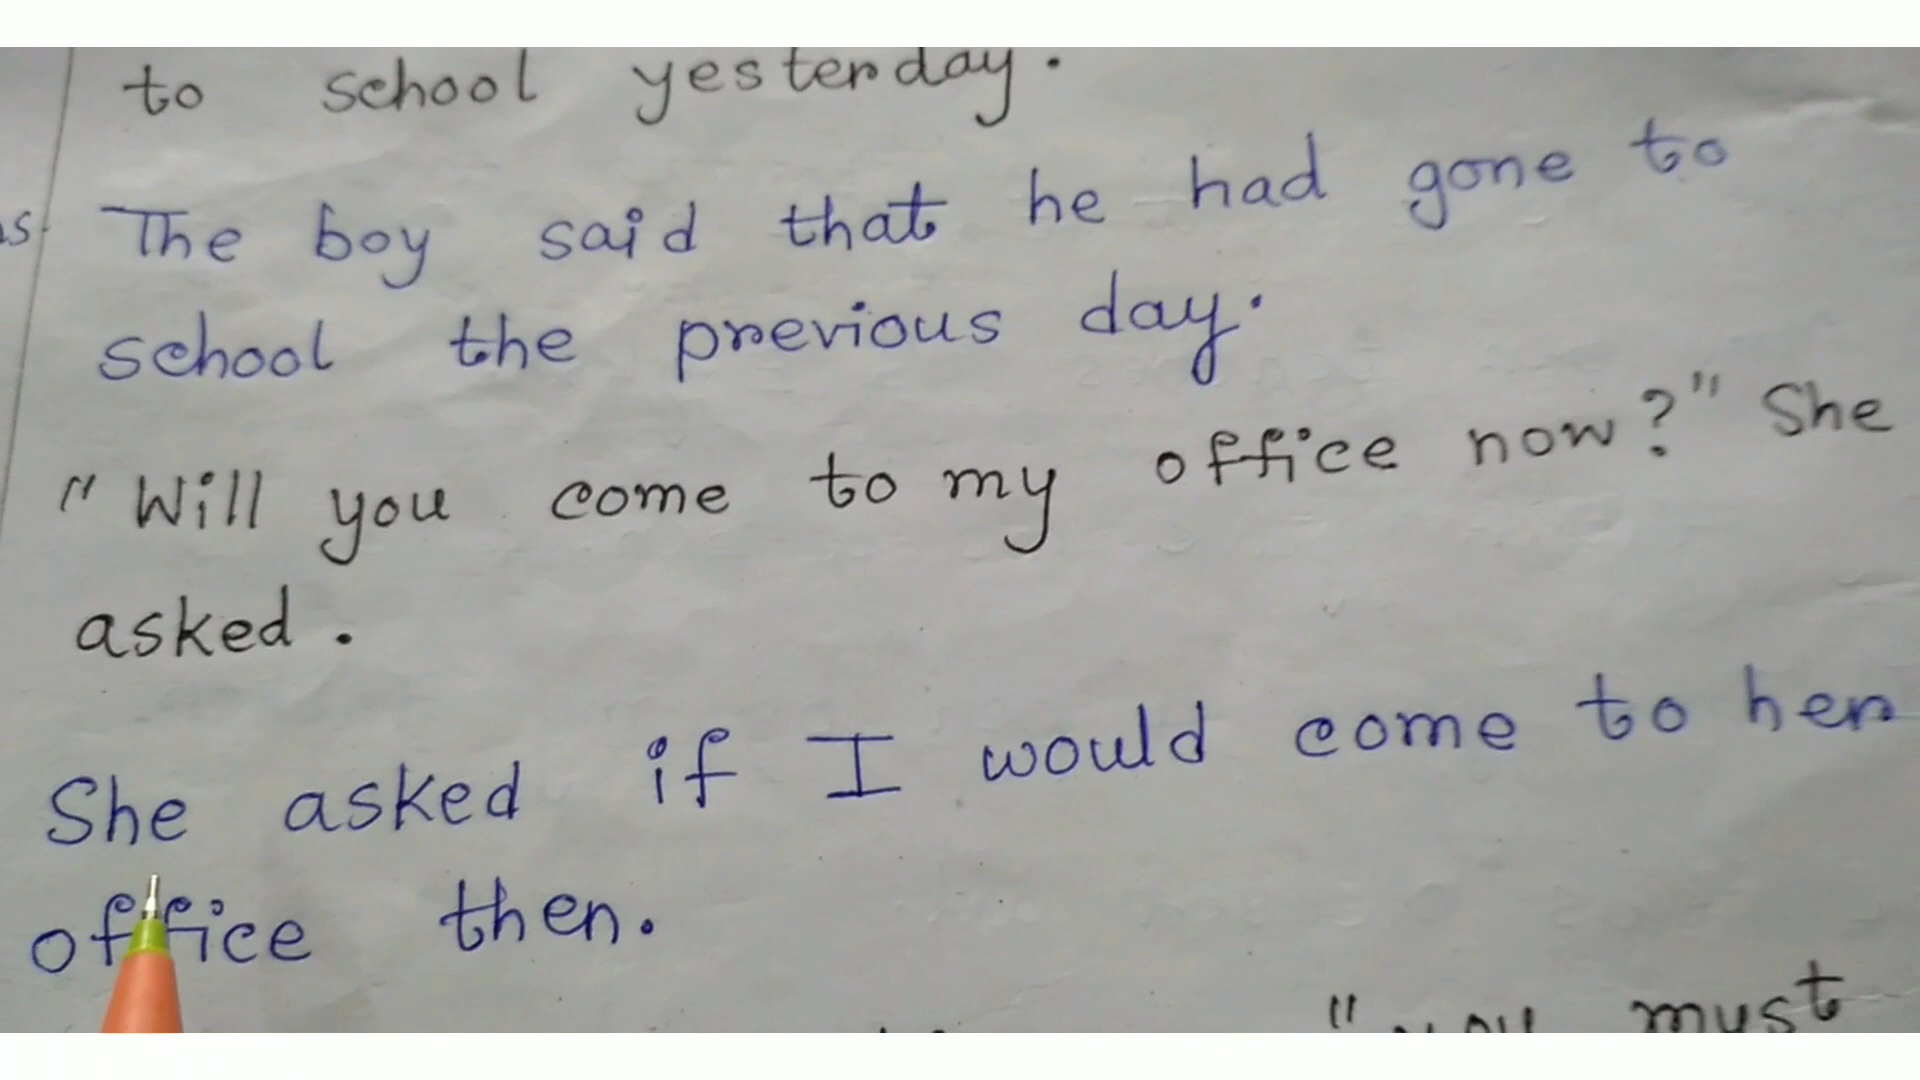 to school yesterday.
The boy said that he had gone to
school the previous day.
"Will you come to my office now?" She
asked.
She asked if I would come to her
office then.
"you must